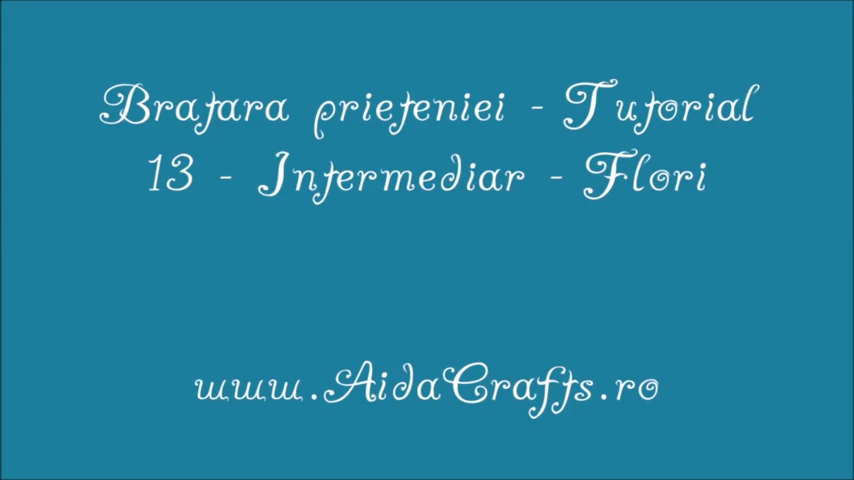 Bratara prieteniei - Tutorial
13 - Intermediar - Flori
www.AidaCrafts.ro